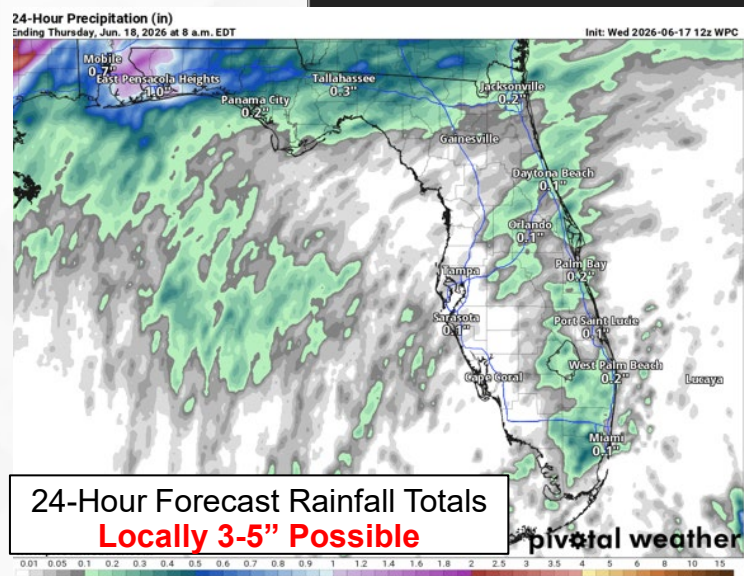 24-Hour Precipitation (in)
Ending Thursday, Jun. 18, 2026 at 8 a.m. EDT
Init: Wed 2026-06-17 12z WPC
Mobile
0.7"
East Pensacola Heights
1.0"
Tallahassee
0.3"
Panama City
0.2"
Jacksonville
0.2"
Gainesville
Daytona Beach
0.1"
Orlando
0.1"
Tampa
Palm Bay
0.2"
Sarasota
0.1"
Port Saint Lucie
0.1"
West Palm Beach
0.2"
Cape Coral
Lucaya
Miami
0.1"
24-Hour Forecast Rainfall Totals
Locally 3-5” Possible
pivotal weather
0.01 0.05 0.1 0.2 0.3 0.4 0.5 0.6 0.7 0.8 0.9 1 1.2 1.4 1.6 1.8 2 2.5 3 3.5 4 5 6 8 10 15